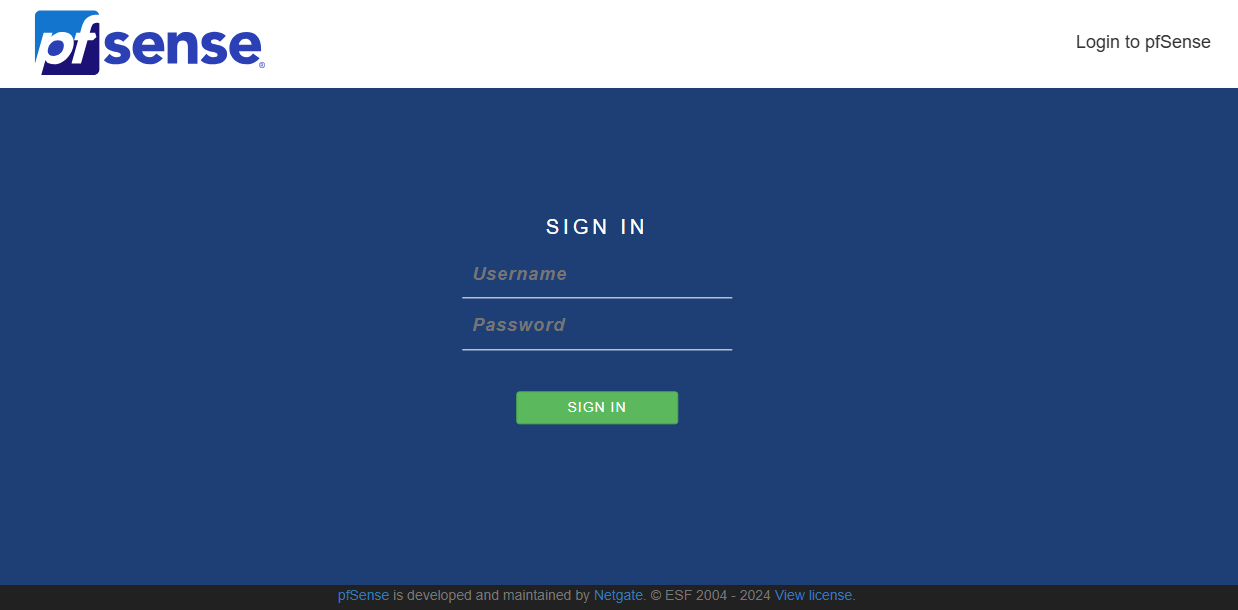 pfsense®
Login to pfSense
SIGN IN
Username
Password
SIGN IN
pfSense is developed and maintained by Netgate. © ESF 2004 - 2024 View license.